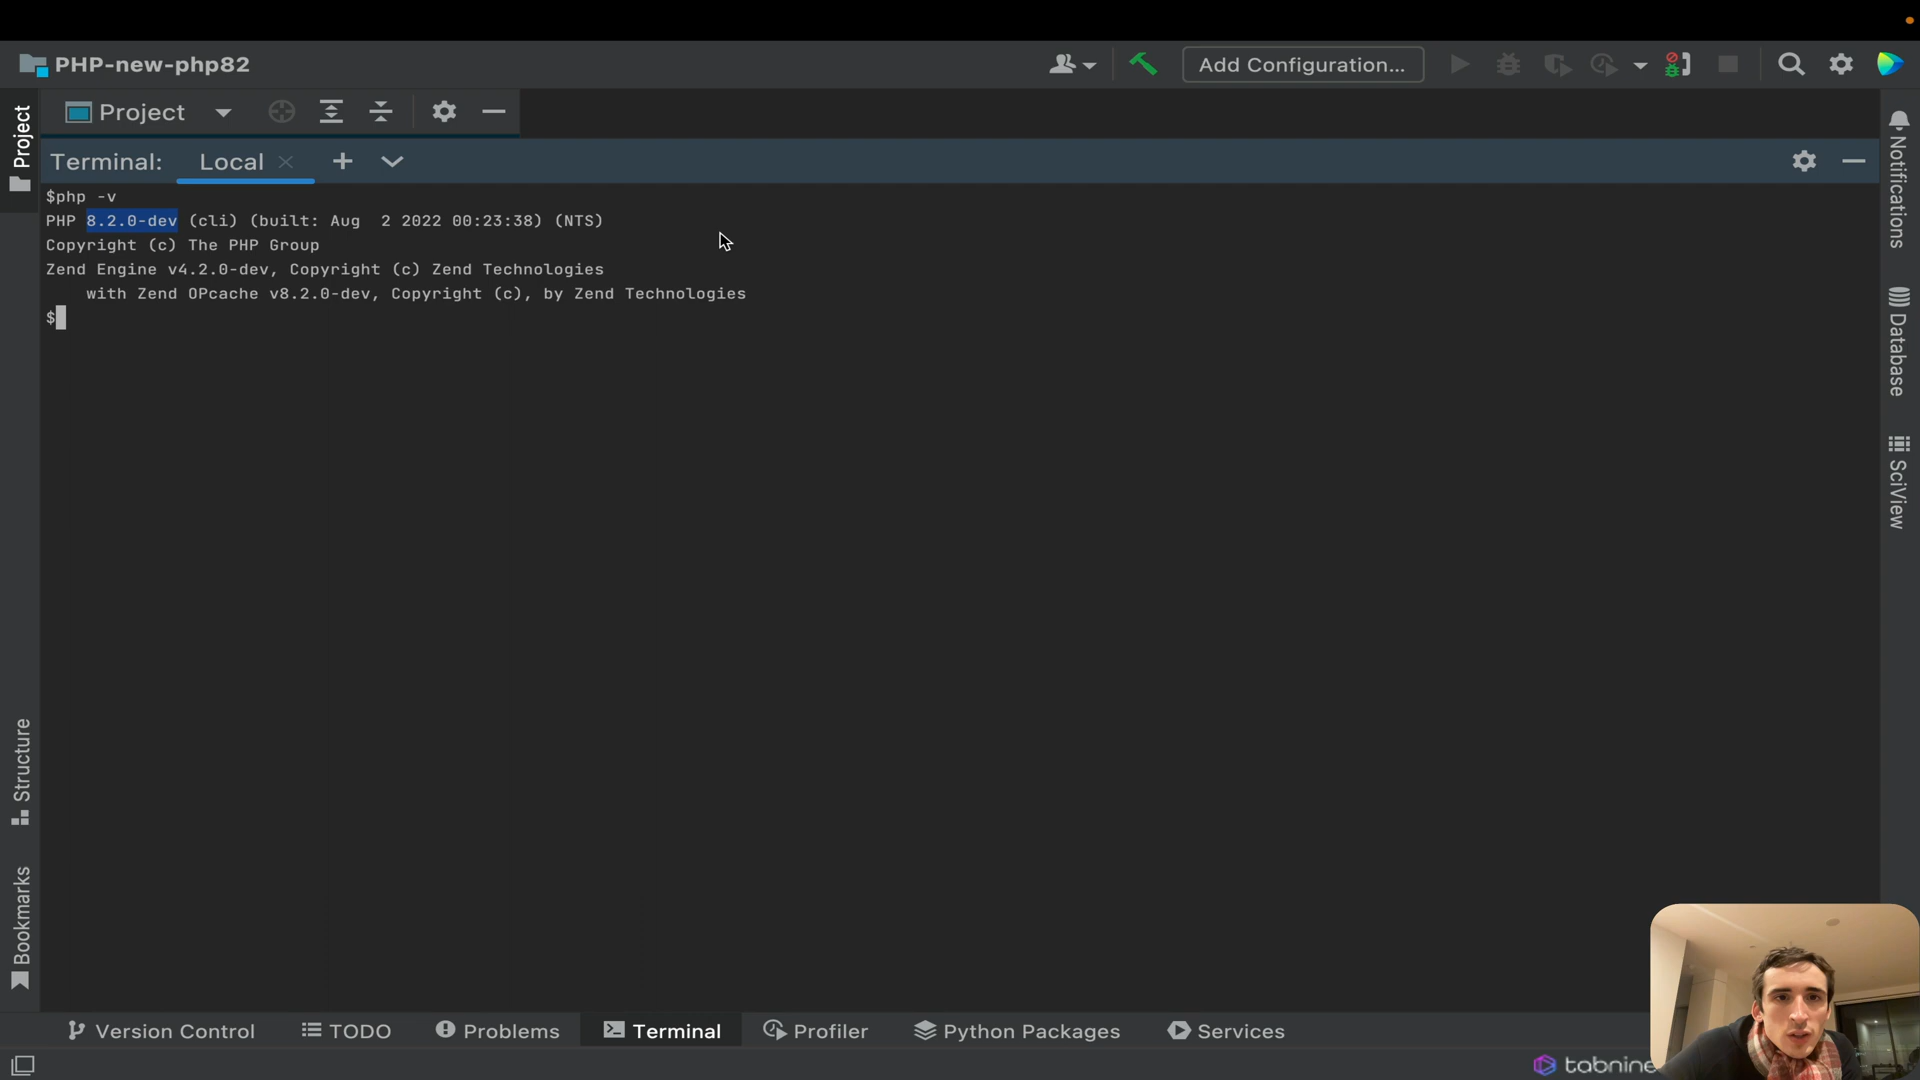 PHP-new-php82
Add Configuration...
Project
Project
Terminal:
Local
$php -v
PHP 8.2.0-dev (cli) (built: Aug  2 2022 00:23:38) (NTS)
Copyright (c) The PHP Group
Zend Engine v4.2.0-dev, Copyright (c) Zend Technologies
    with Zend OPcache v8.2.0-dev, Copyright (c), by Zend Technologies
$
Notifications
Database
SciView
Structure
Bookmarks
Version Control
TODO
Problems
Terminal
Profiler
Python Packages
Services
tabnine